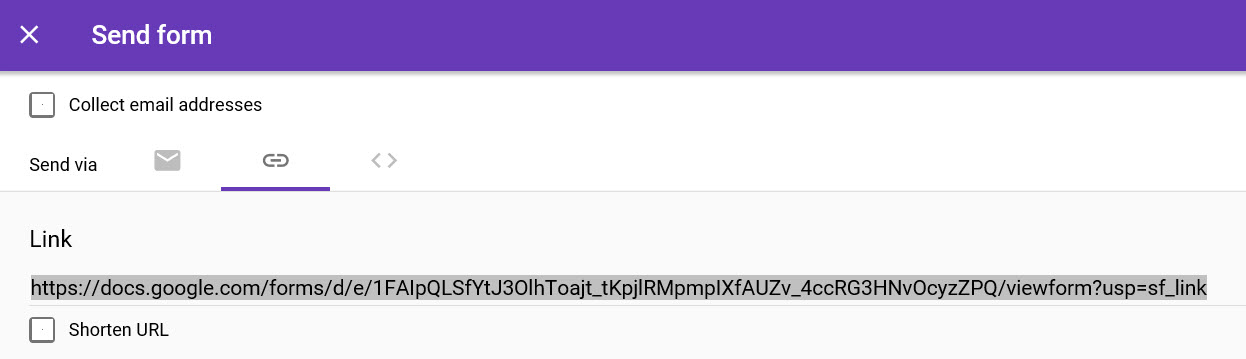 Send form
Collect email addresses
Send via
Link
https://docs.google.com/forms/d/e/1FAIpQLSfYtJ3OlhToajt_tKpjlRMpmpIXfAUZv_4ccRG3HNvOcyzZPQ/viewform?usp=sf_link
Shorten URL